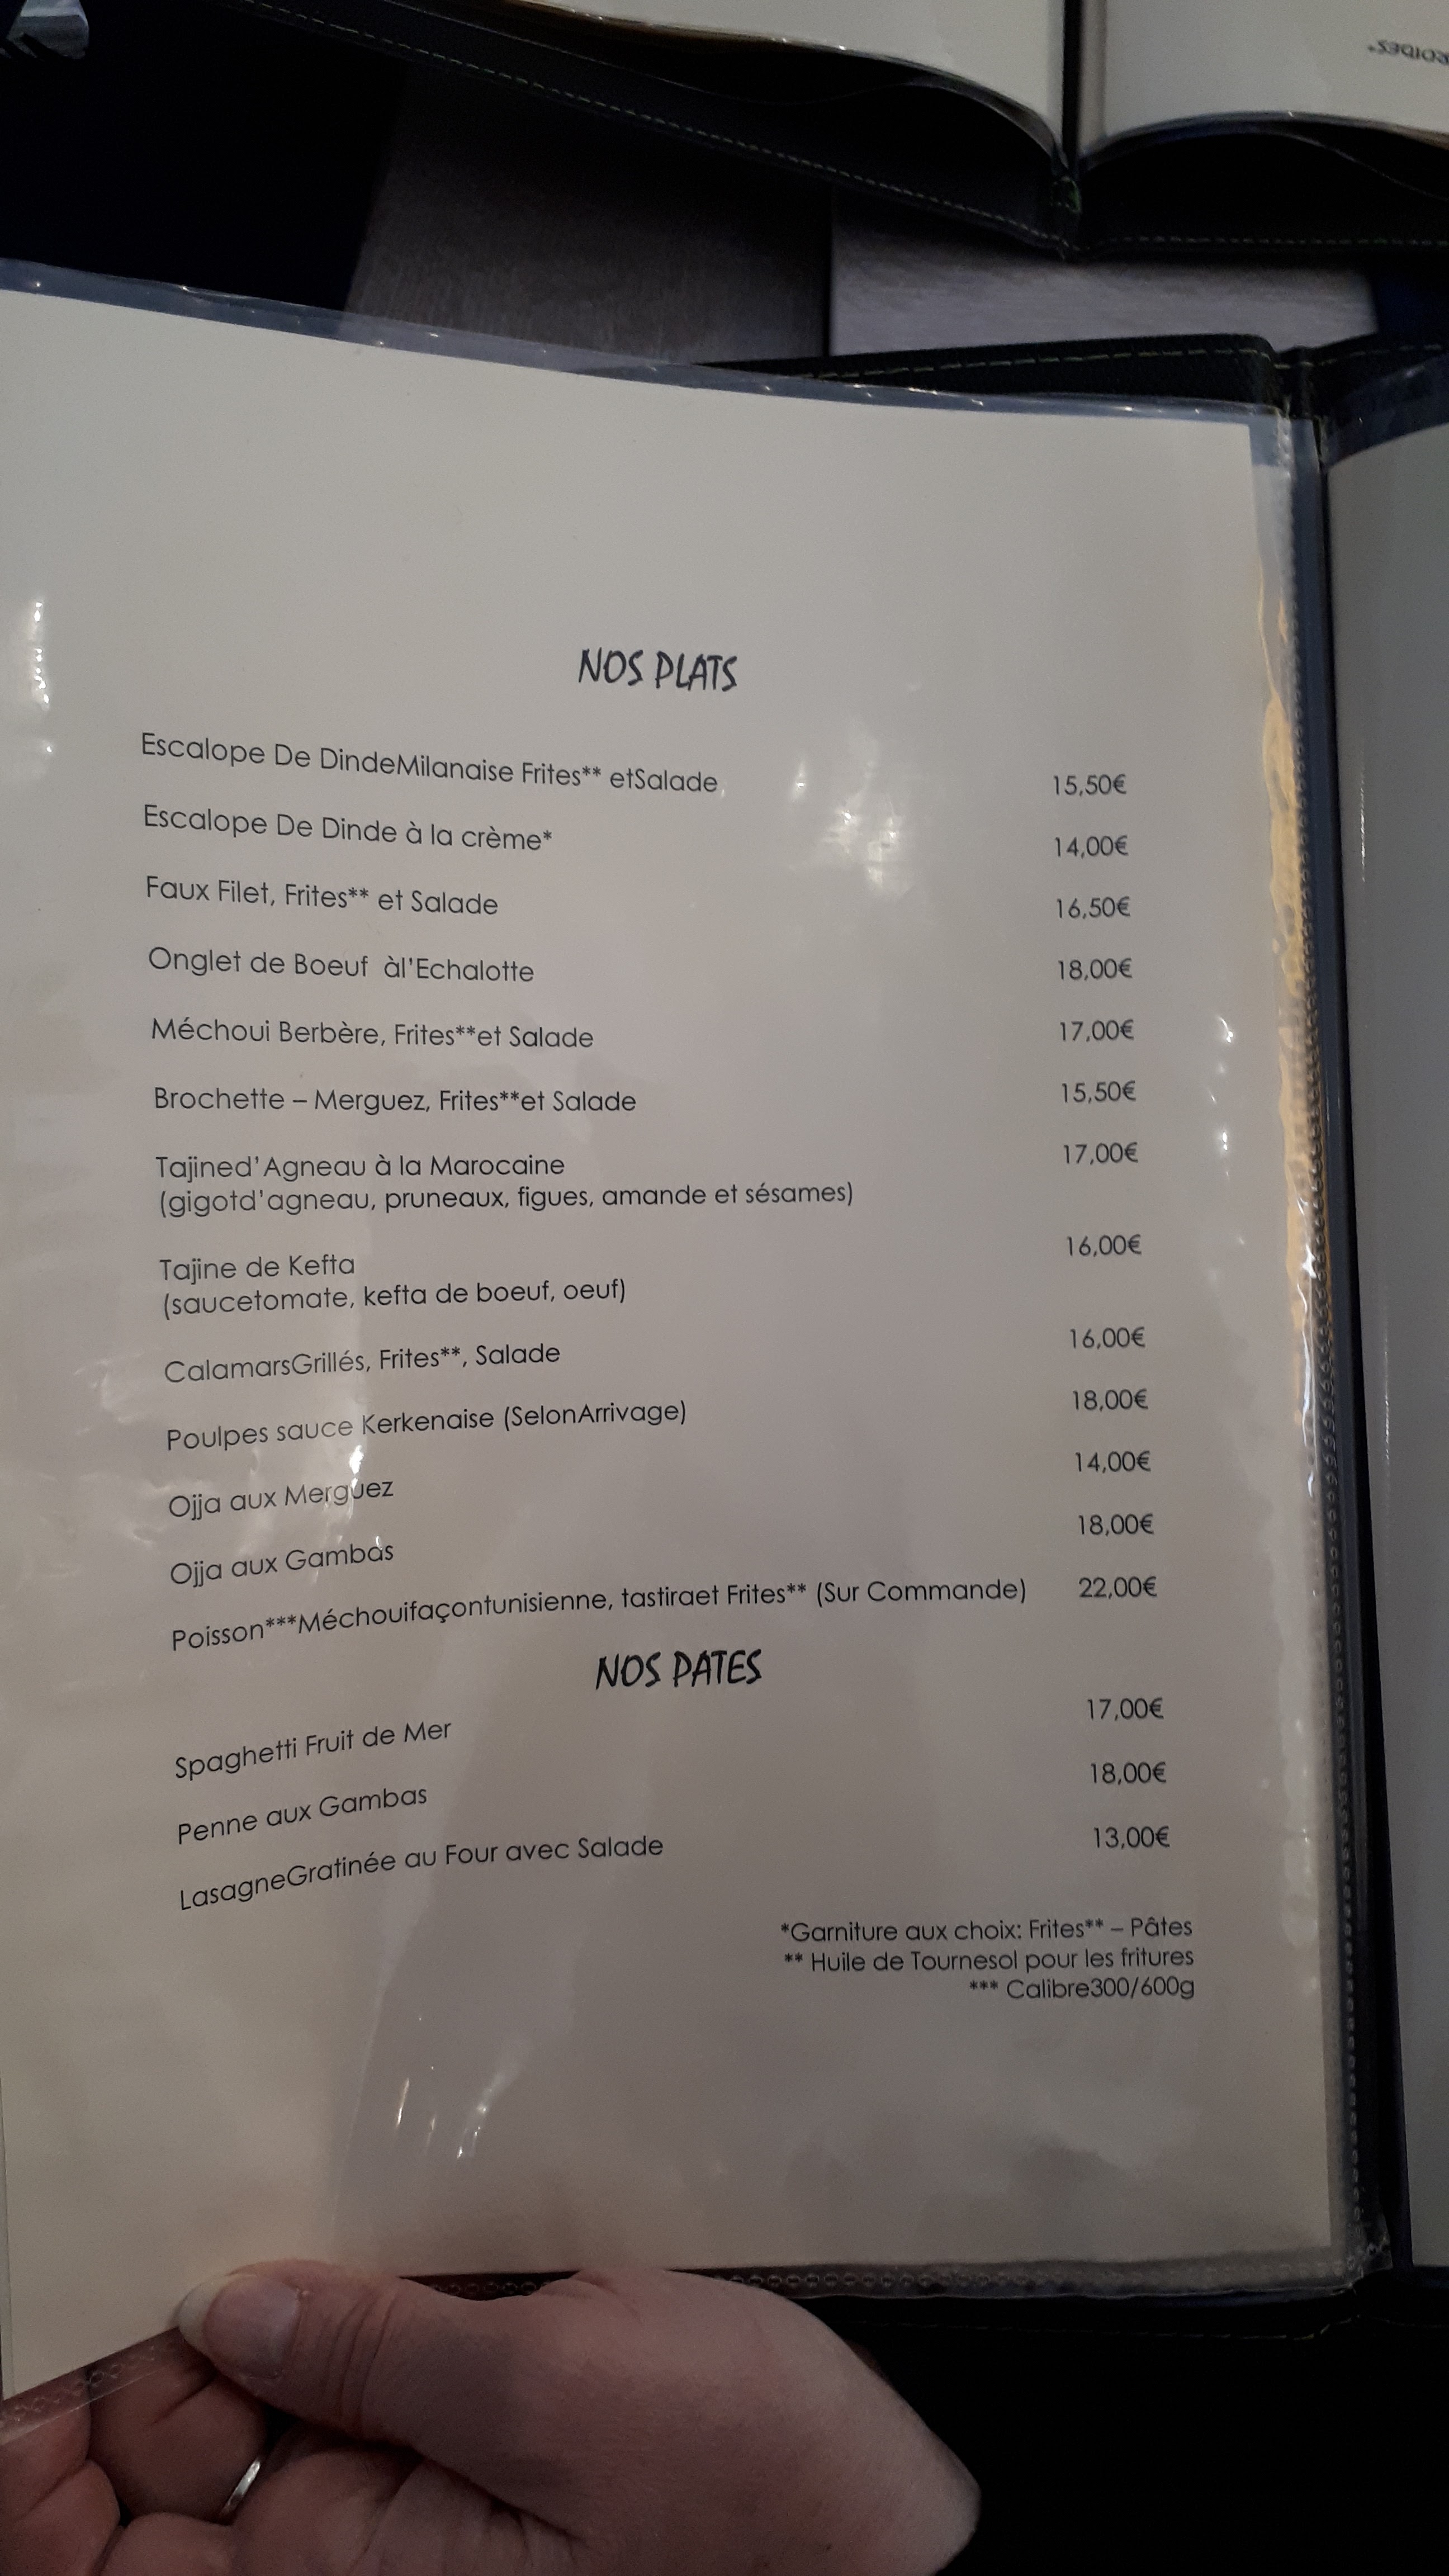 NOS PLATS
Escalope De DindeMilanaise Frites** etSalade 15,50€
Escalope De Dinde à la crème* 14,00€
Faux Filet, Frites** et Salade 16,50€
Onglet de Boeuf àl'Echalotte 18,00€
Méchoui Berbère, Frites**et Salade 17,00€
Brochette – Merguez, Frites**et Salade 15,50€
Tajined'Agneau à la Marocaine 17,00€
(gigotd'agneau, pruneaux, figues, amande et sésames)
Tajine de Kefta 16,00€
(saucetomate, kefta de boeuf, oeuf)
CalamarsGrillés, Frites**, Salade 16,00€
Poulpes sauce Kerkenaise (SelonArrivage) 18,00€
Ojja aux Merguez 14,00€
Ojja aux Gambas 18,00€
Poisson***Méchouifaçontunisienne, tastiraet Frites** (Sur Commande) 22,00€
NOS PATES
Spaghetti Fruit de Mer 17,00€
Penne aux Gambas 18,00€
LasagneGratinée au Four avec Salade 13,00€
*Garniture aux choix: Frites** – Pâtes
** Huile de Tournesol pour les fritures
*** Calibre300/600g